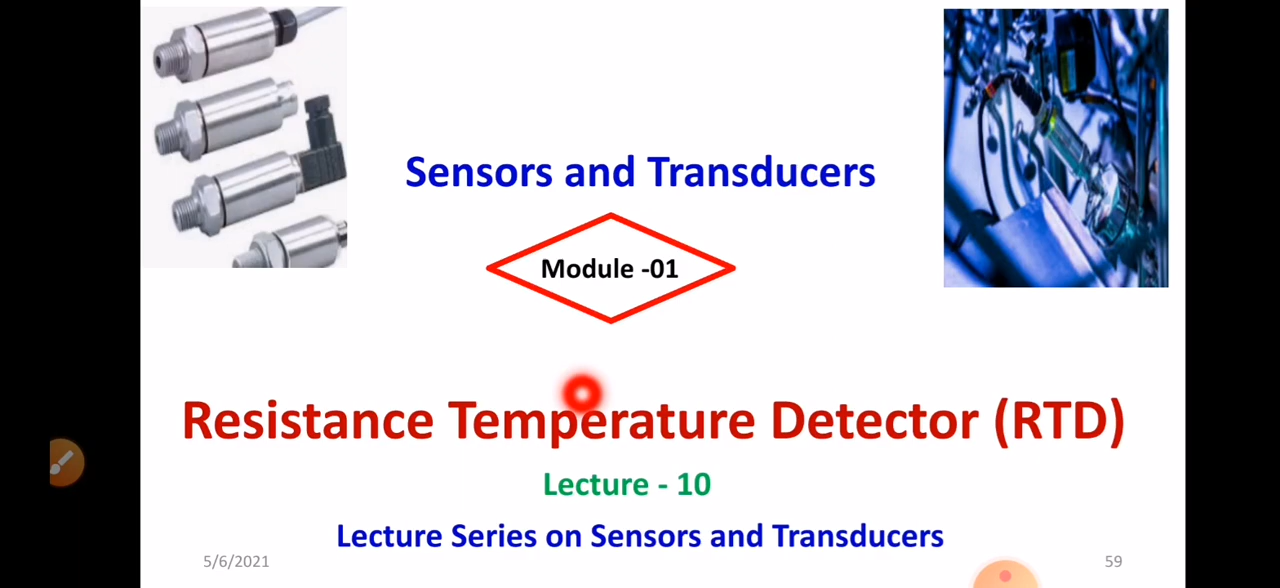 Sensors and Transducers
Module -01
Resistance Temperature Detector (RTD)
Lecture - 10
Lecture Series on Sensors and Transducers
5/6/2021
59